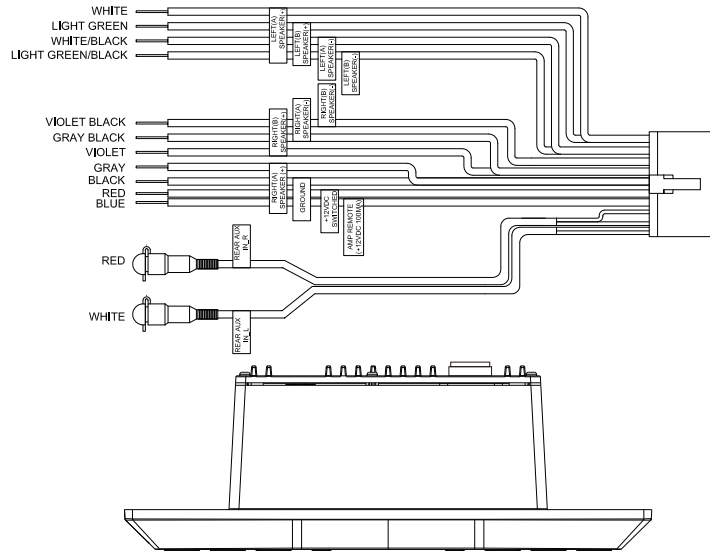 WHITE
LIGHT GREEN
WHITE/BLACK
LIGHT GREEN/BLACK
LEFT(A)
SPEAKER(+)
LEFT(B)
SPEAKER(+)
LEFT(A)
SPEAKER(-)
LEFT(B)
SPEAKER(-)
VIOLET BLACK
GRAY BLACK
VIOLET
GRAY
BLACK
RED
BLUE
RIGHT(B)
SPEAKER(+)
RIGHT(A)
SPEAKER(-)
RIGHT(B)
SPEAKER(-)
RIGHT(A)
SPEAKER(+)
GROUND
+12VDC
SWITCHED
AMP REMOTE
(+12VDC 100MA)
RED
REAR AUX
IN_R
WHITE
REAR AUX
IN_L